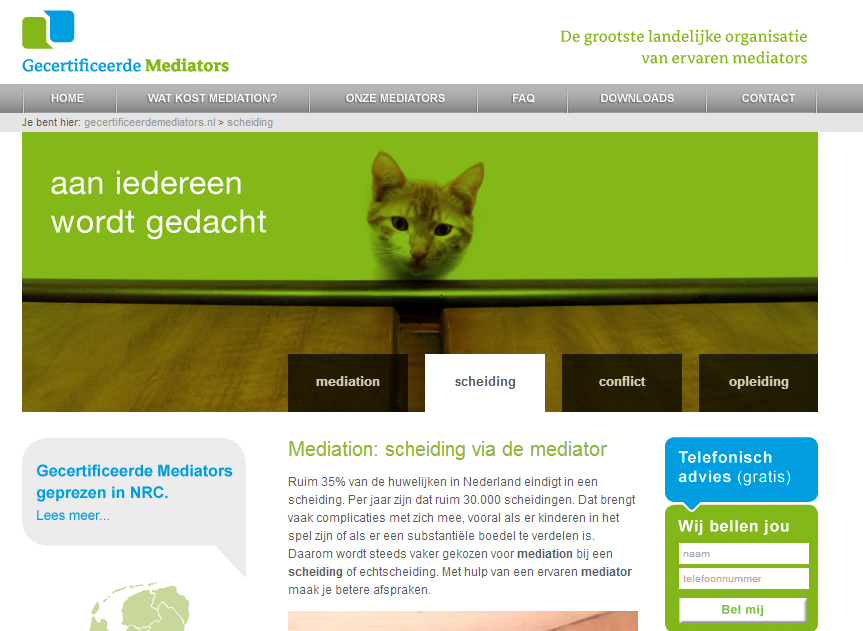 Gecertificeerde Mediators
De grootste landelijke organisatie
van ervaren mediators
HOME WAT KOST MEDIATION? ONZE MEDIATORS FAQ DOWNLOADS CONTACT
Je bent hier: gecertificeerdemediators.nl > scheiding
aan iedereen
wordt gedacht
mediation scheiding conflict opleiding
Gecertificeerde Mediators
geprezen in NRC.
Lees meer...
Mediation: scheiding via de mediator
Ruim 35% van de huwelijken in Nederland eindigt in een
scheiding. Per jaar zijn dat ruim 30.000 scheidingen. Dat brengt
vaak complicaties met zich mee, vooral als er kinderen in het
spel zijn of als er een substantiële boedel te verdelen is.
Daarom wordt steeds vaker gekozen voor mediation bij een
scheiding of echtscheiding. Met hulp van een ervaren mediator
maak je betere afspraken.
Telefonisch
advies (gratis)
Wij bellen jou
naam
telefoonnummer
Bel mij